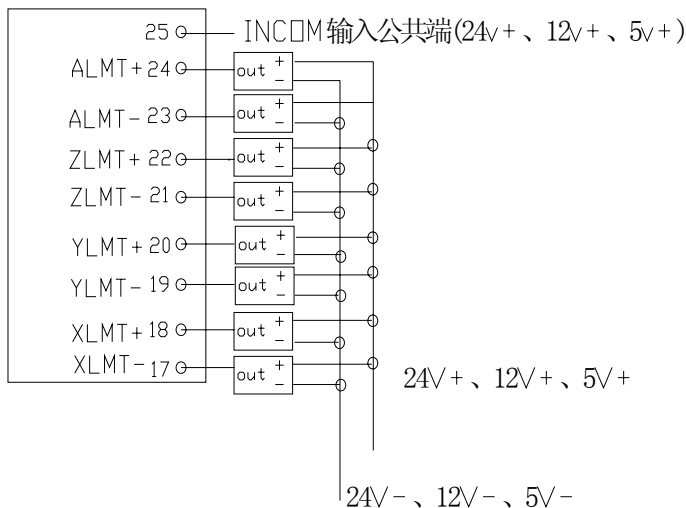 25 INCOM 输入公共端(24v+、12v+、5v+)
ALMT+ 24 out + -
ALMT- 23 out + -
ZLMT+ 22 out + -
ZLMT- 21 out + -
YLMT+ 20 out + -
YLMT- 19 out + -
XLMT+ 18 out + -
XLMT- 17 out + -
24V+、12V+、5V+
24V-、12V-、5V-